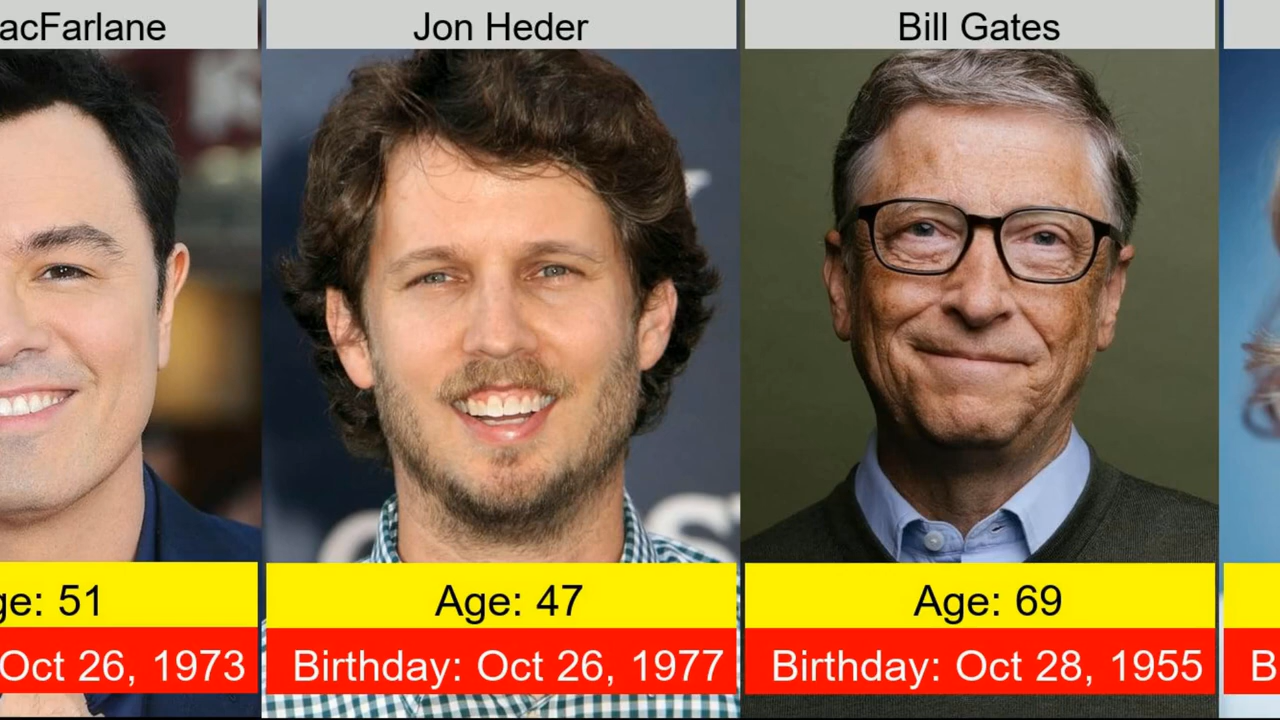 acFarlane
Jon Heder
Bill Gates
ge: 51
Age: 47
Age: 69
Oct 26, 1973
Birthday: Oct 26, 1977
Birthday: Oct 28, 1955
B